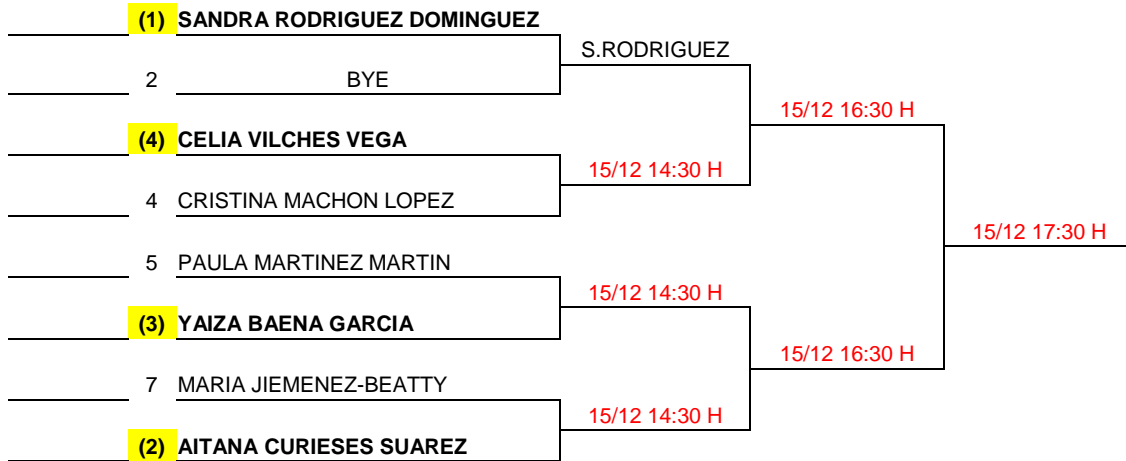 (1) SANDRA RODRIGUEZ DOMINGUEZ
S.RODRIGUEZ
2 BYE
15/12 16:30 H
(4) CELIA VILCHES VEGA
15/12 14:30 H
4 CRISTINA MACHON LOPEZ
15/12 17:30 H
5 PAULA MARTINEZ MARTIN
15/12 14:30 H
(3) YAIZA BAENA GARCIA
15/12 16:30 H
7 MARIA JIEMENEZ-BEATTY
15/12 14:30 H
(2) AITANA CURIESES SUAREZ